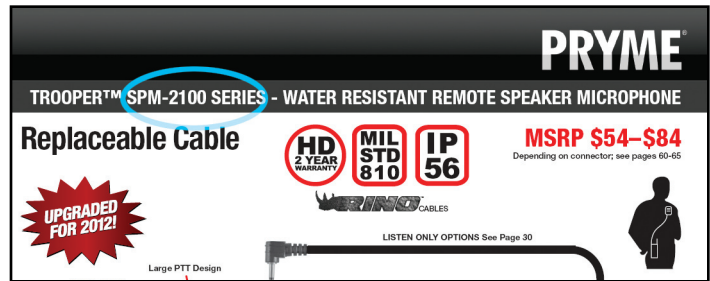 PRYME®
TROOPER™ SPM-2100 SERIES - WATER RESISTANT REMOTE SPEAKER MICROPHONE
Replaceable Cable
HD
2 YEAR
WARRANTY
MIL
STD
810
IP
56
MSRP $54–$84
Depending on connector; see pages 60-65
RINO CABLES
UPGRADED
FOR 2012!
LISTEN ONLY OPTIONS See Page 30
Large PTT Design